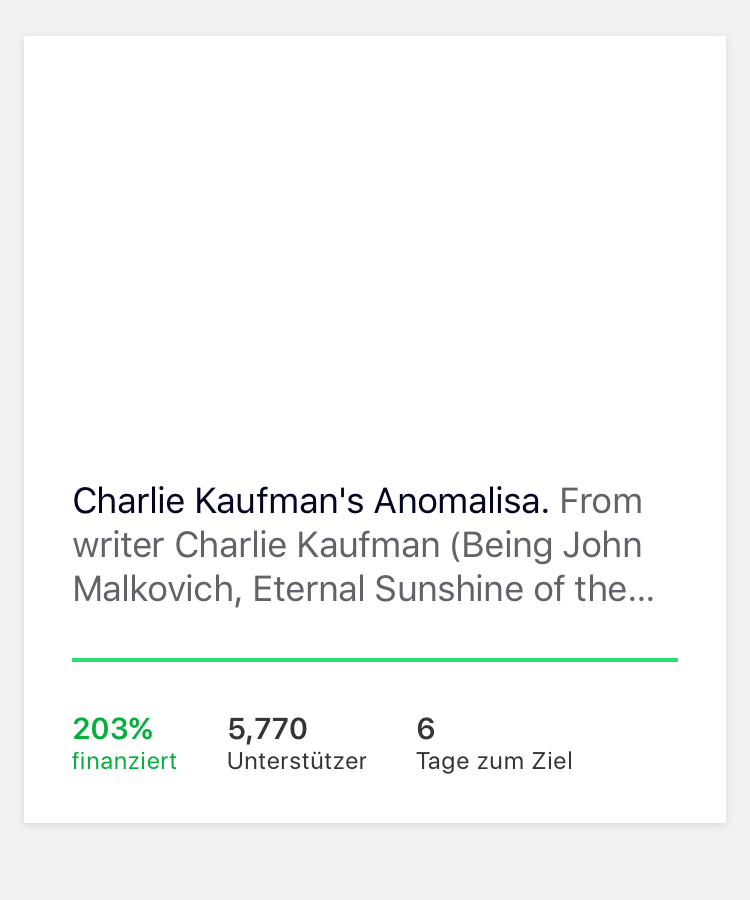 Charlie Kaufman's Anomalisa. From
writer Charlie Kaufman (Being John
Malkovich, Eternal Sunshine of the...
203% 5,770 6
finanziert Unterstützer Tage zum Ziel